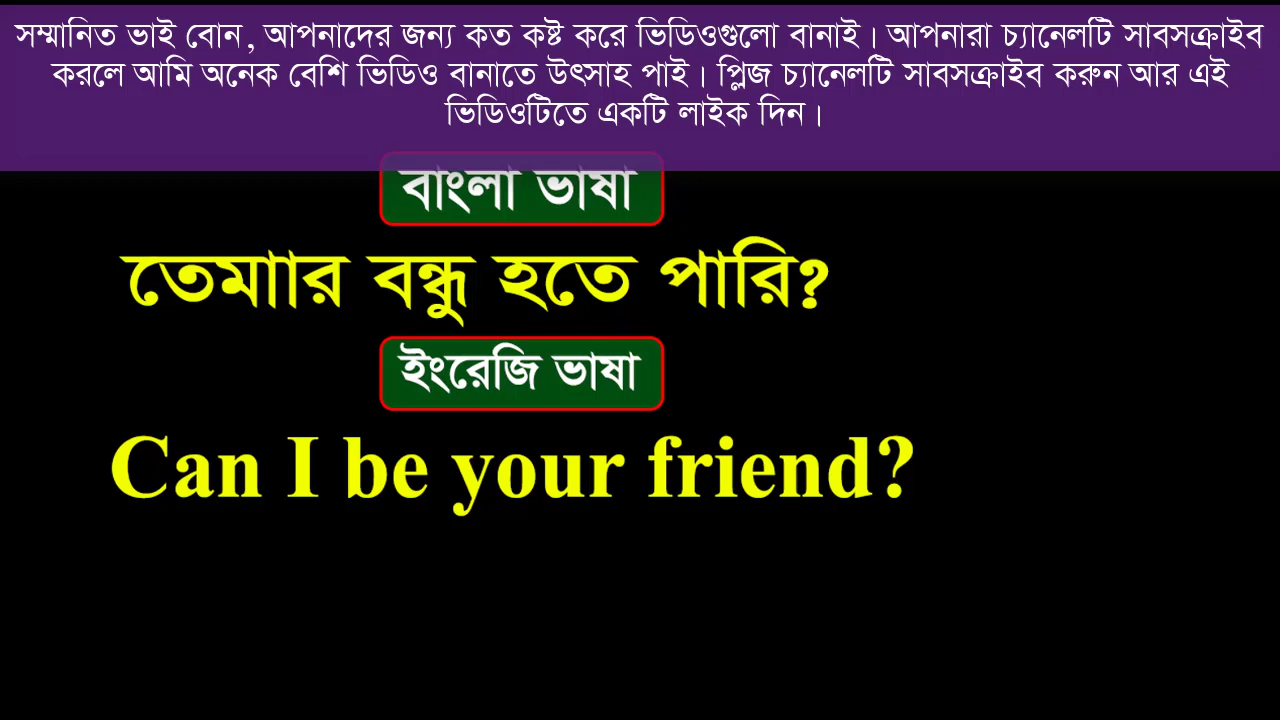 সম্মানিত ভাই বোন, আপনাদের জন্য কত কষ্ট করে ভিডিওগুলো বানাই। আপনারা চ্যানেলটি সাবসক্রাইব
করলে আমি অনেক বেশি ভিডিও বানাতে উৎসাহ পাই। প্লিজ চ্যানেলটি সাবসক্রাইব করুন আর এই
ভিডিওটিতে একটি লাইক দিন।
বাংলা ভাষা
তেমাার বন্ধু হতে পারি?
ইংরেজি ভাষা
Can I be your friend?